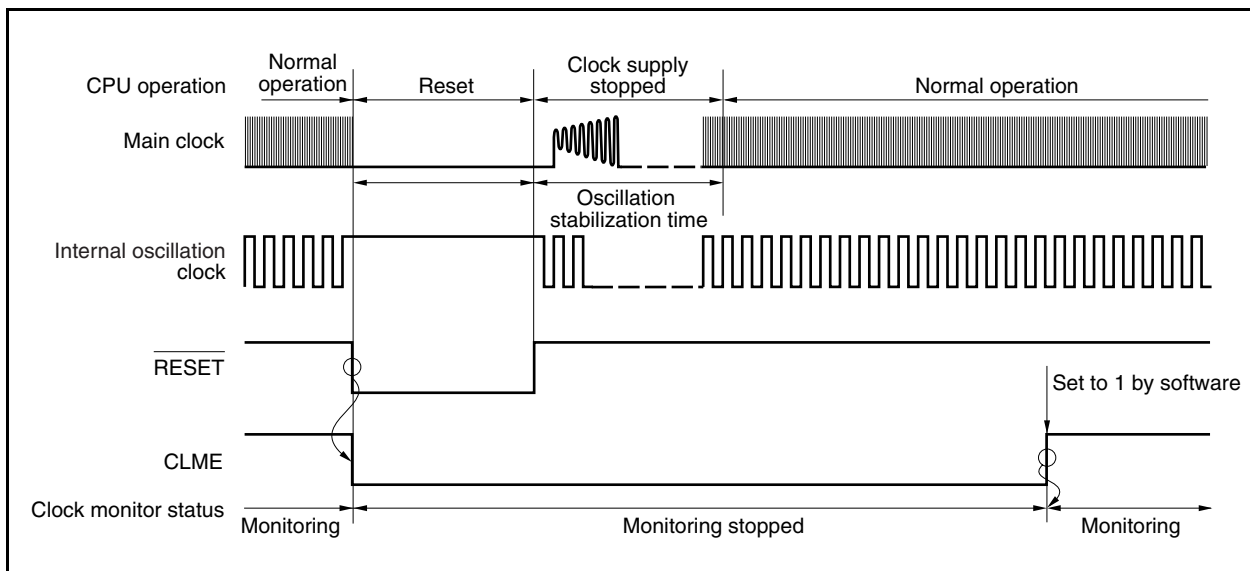 CPU operation
Normal
operation
Reset
Clock supply
stopped
Normal operation
Main clock
Oscillation
stabilization time
Internal oscillation
clock
RESET
Set to 1 by software
CLME
Clock monitor status
Monitoring
Monitoring stopped
Monitoring